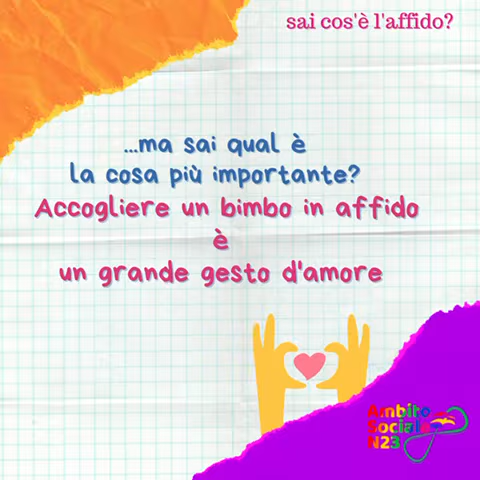 sai cos'è l'affido?
...ma sai qual è
la cosa più importante?
Accogliere un bimbo in affido
è
un grande gesto d'amore
Ambito
Sociale
N23